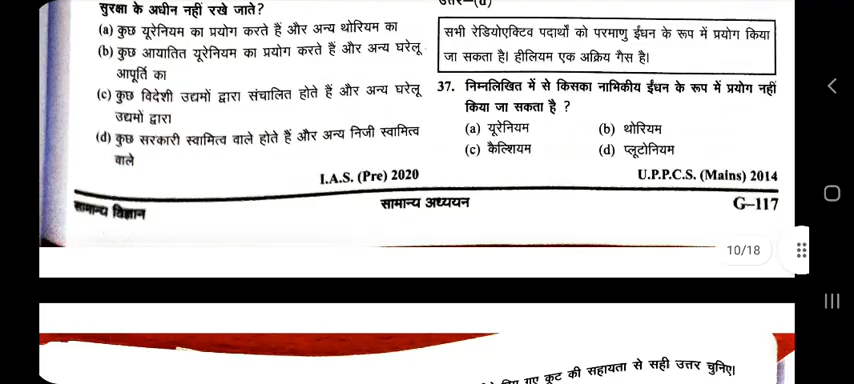 सुरक्षा के अधीन नहीं रखे जाते?
(a) कुछ यूरेनियम का प्रयोग करते हैं और अन्य थोरियम का
(b) कुछ आयातित यूरेनियम का प्रयोग करते हैं और अन्य घरेलू
आपूर्ति का
(c) कुछ विदेशी उद्यमों द्वारा संचालित होते हैं और अन्य घरेलू
उद्यमों द्वारा
(d) कुछ सरकारी स्वामित्व वाले होते हैं और अन्य निजी स्वामित्व
वाले
I.A.S. (Pre) 2020
सभी रेडियोएक्टिव पदार्थों को परमाणु ईंधन के रूप में प्रयोग किया
जा सकता है। हीलियम एक अक्रिय गैस है।
37. निम्नलिखित में से किसका नाभिकीय ईंधन के रूप में प्रयोग नहीं
किया जा सकता है ?
(a) यूरेनियम (b) थोरियम
(c) कैल्शियम (d) प्लूटोनियम
U.P.P.C.S. (Mains) 2014
सामान्य विज्ञान सामान्य अध्ययन G–117
10/18
गए कूट की सहायता से सही उत्तर चुनिए।